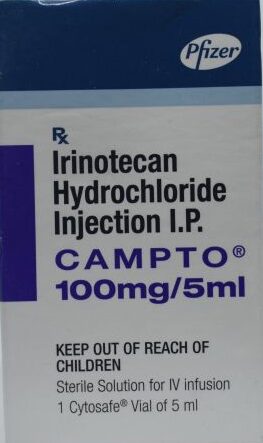 Pfizer
Rx
Irinotecan
Hydrochloride
Injection I.P.
CAMPTO®
100mg/5ml
KEEP OUT OF REACH OF
CHILDREN
Sterile Solution for IV infusion
1 Cytosafe® Vial of 5 ml